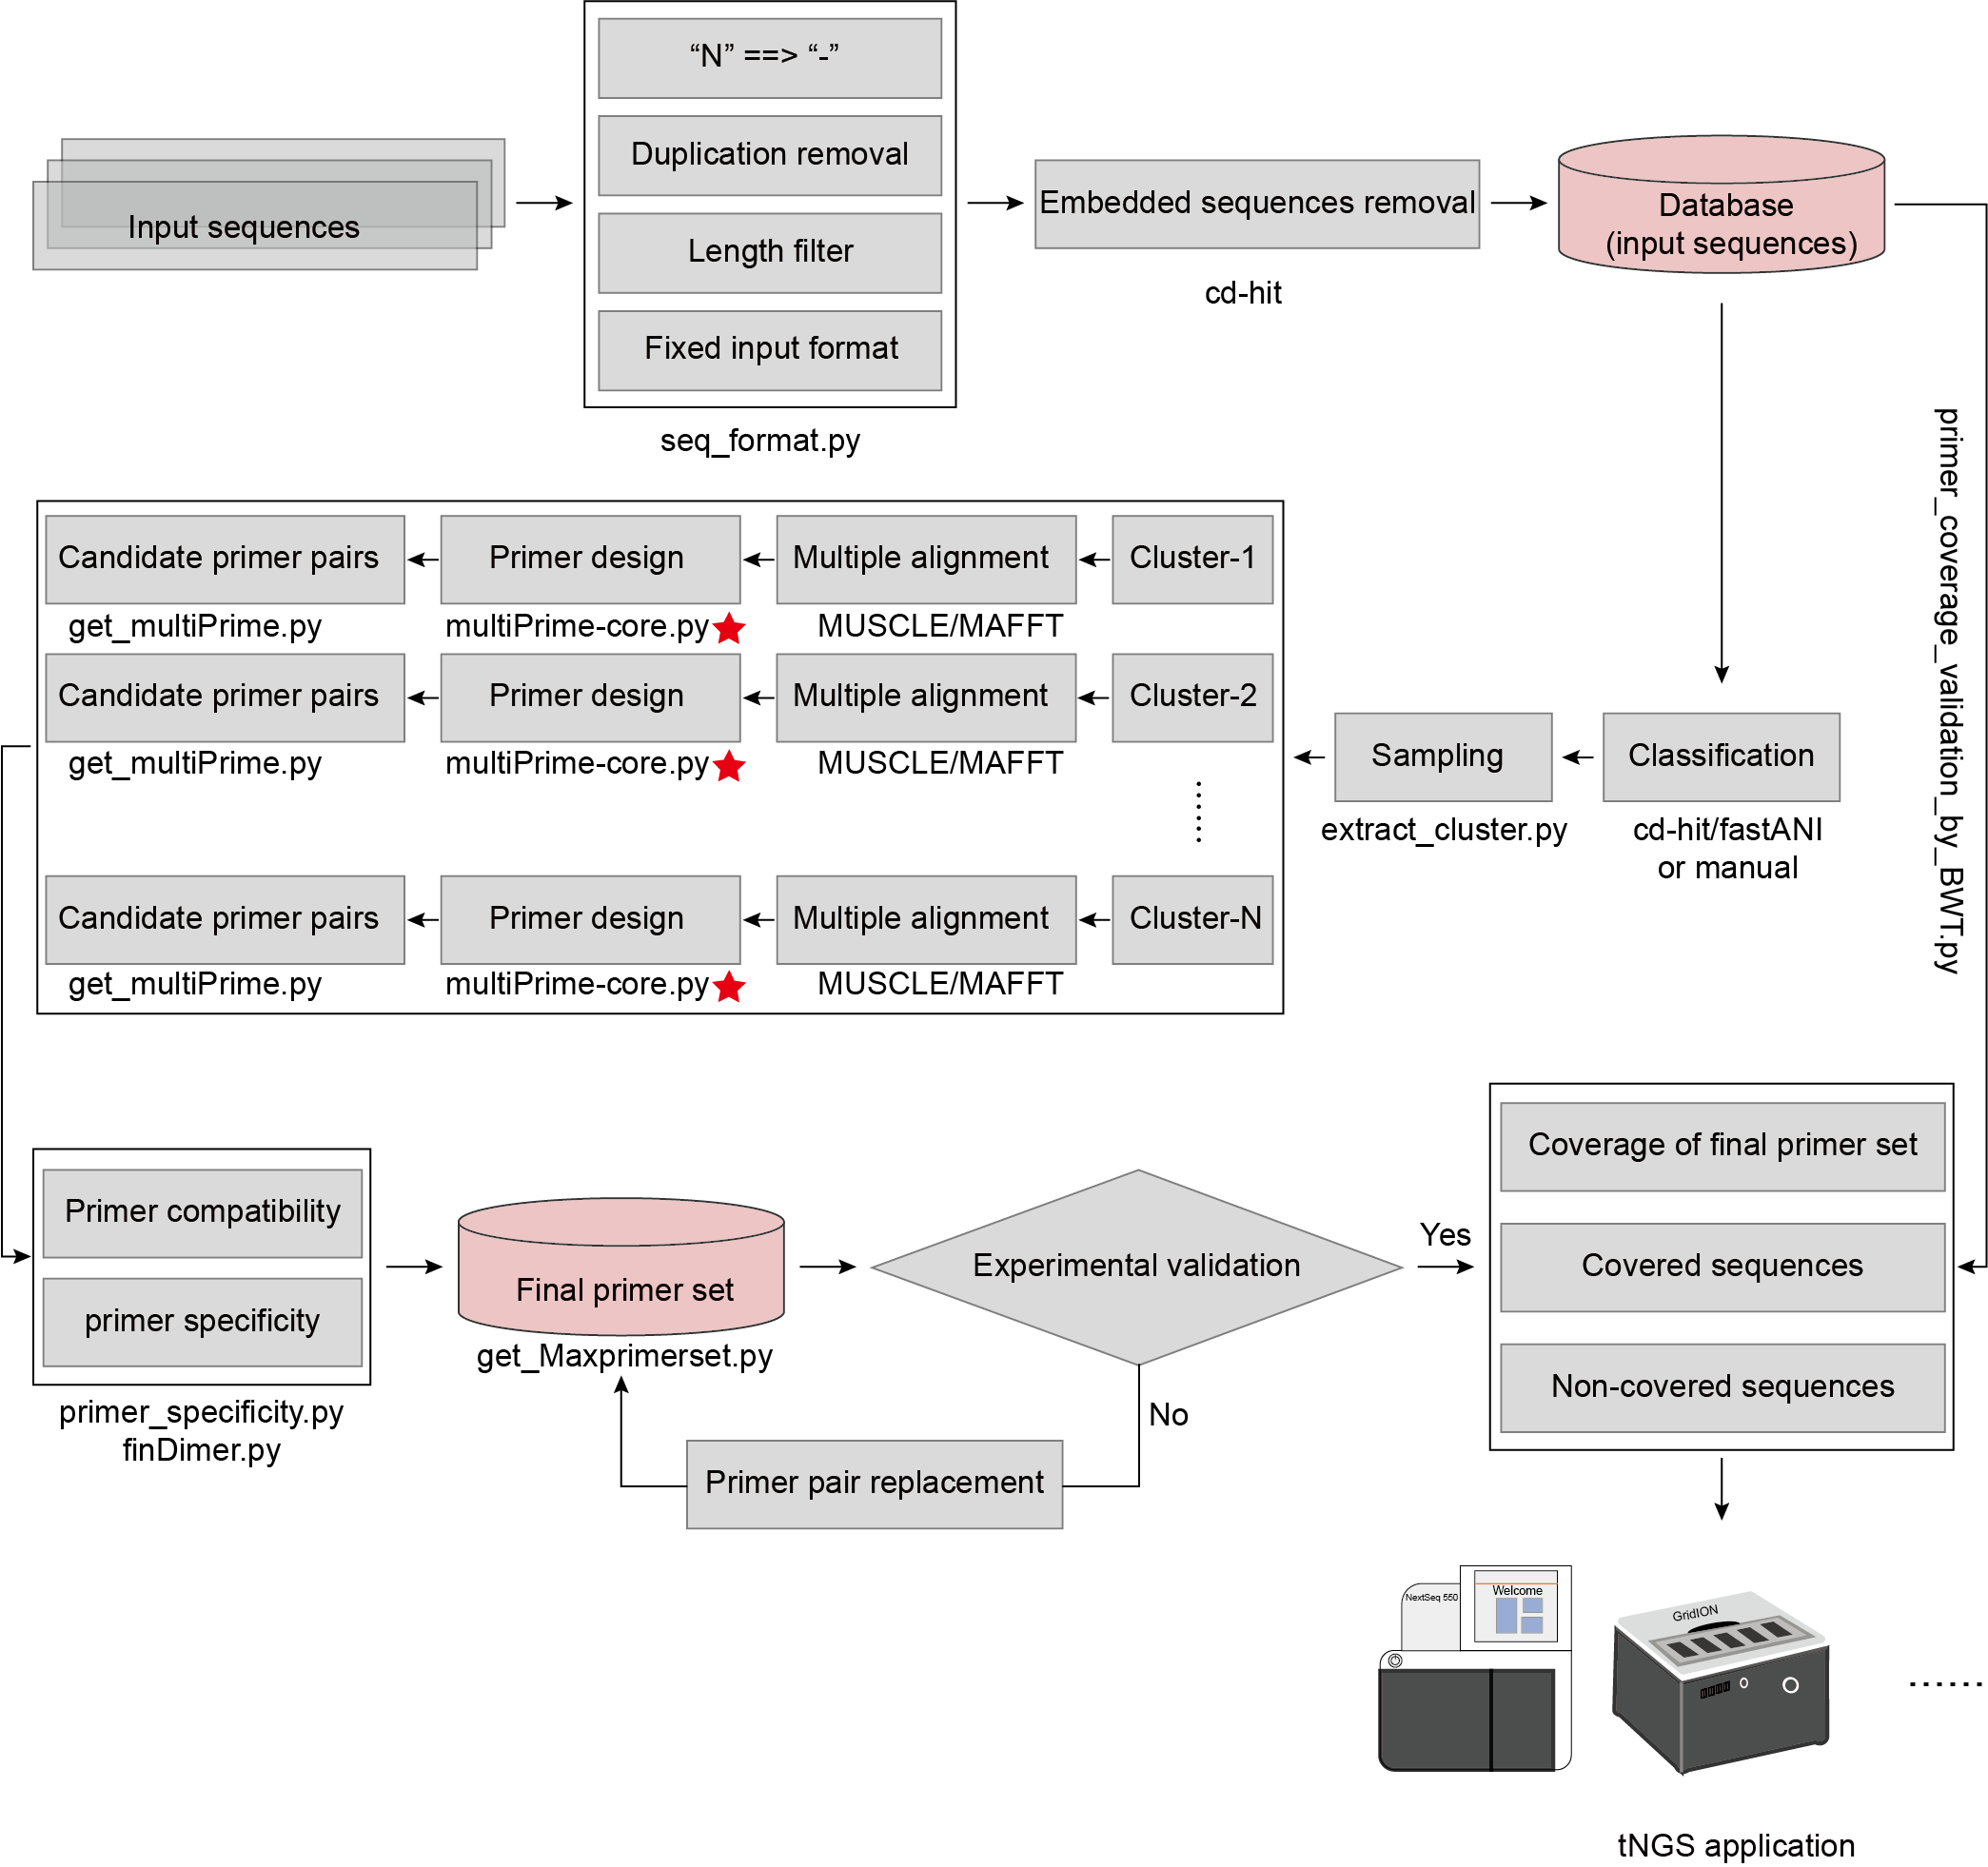 “N” ==> “-”
Duplication removal
Length filter
Fixed input format
seq_format.py
Input sequences
Embedded sequences removal
cd-hit
Database
(input sequences)
primer_coverage_validation_by_BWT.py
Candidate primer pairs
Primer design
Multiple alignment
Cluster-1
get_multiPrime.py
multiPrime-core.py
MUSCLE/MAFFT
Candidate primer pairs
Primer design
Multiple alignment
Cluster-2
get_multiPrime.py
multiPrime-core.py
MUSCLE/MAFFT
Candidate primer pairs
Primer design
Multiple alignment
Cluster-N
get_multiPrime.py
multiPrime-core.py
MUSCLE/MAFFT
Sampling
extract_cluster.py
Classification
cd-hit/fastANI
or manual
Primer compatibility
primer specificity
primer_specificity.py
finDimer.py
Final primer set
get_Maxprimerset.py
Experimental validation
Yes
No
Primer pair replacement
Coverage of final primer set
Covered sequences
Non-covered sequences
NextSeq 550
Welcome
GridION
......
tNGS application